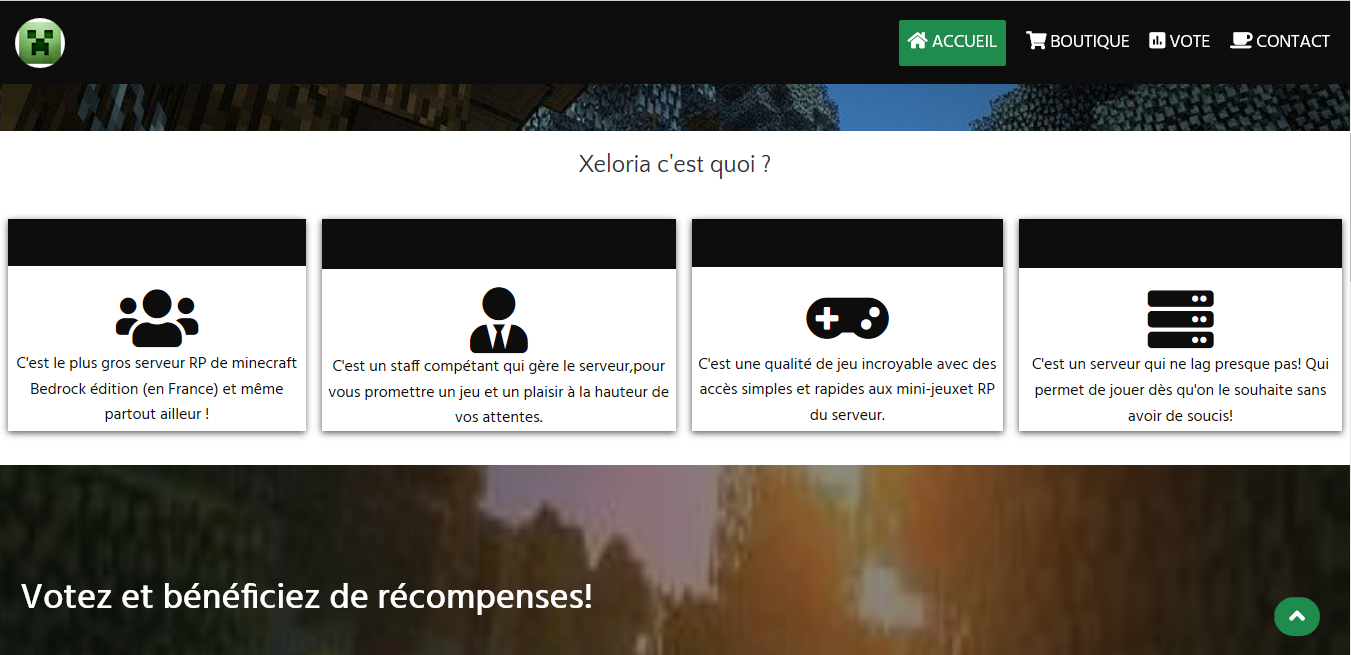 ACCUEIL BOUTIQUE VOTE CONTACT
Xeloria c'est quoi ?
C'est le plus gros serveur RP de minecraft
Bedrock édition (en France) et même
partout ailleur !
C'est un staff compétant qui gère le serveur,pour
vous promettre un jeu et un plaisir à la hauteur de
vos attentes.
C'est une qualité de jeu incroyable avec des
accès simples et rapides aux mini-jeuxet RP
du serveur.
C'est un serveur qui ne lag presque pas! Qui
permet de jouer dès qu'on le souhaite sans
avoir de soucis!
Votez et bénéficiez de récompenses!